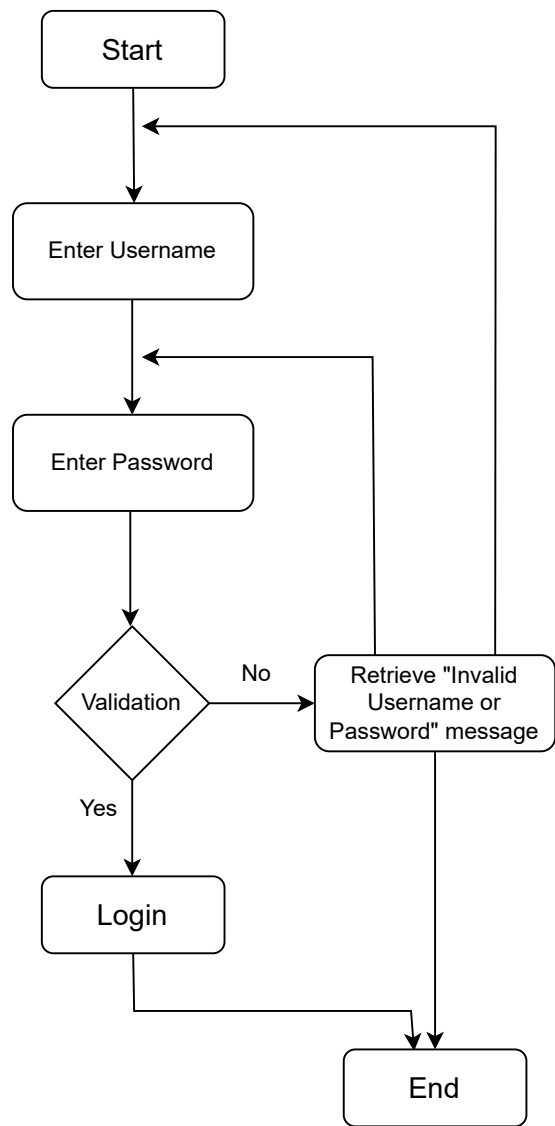 Start
Enter Username
Enter Password
Validation
No
Retrieve "Invalid
Username or
Password" message
Yes
Login
End